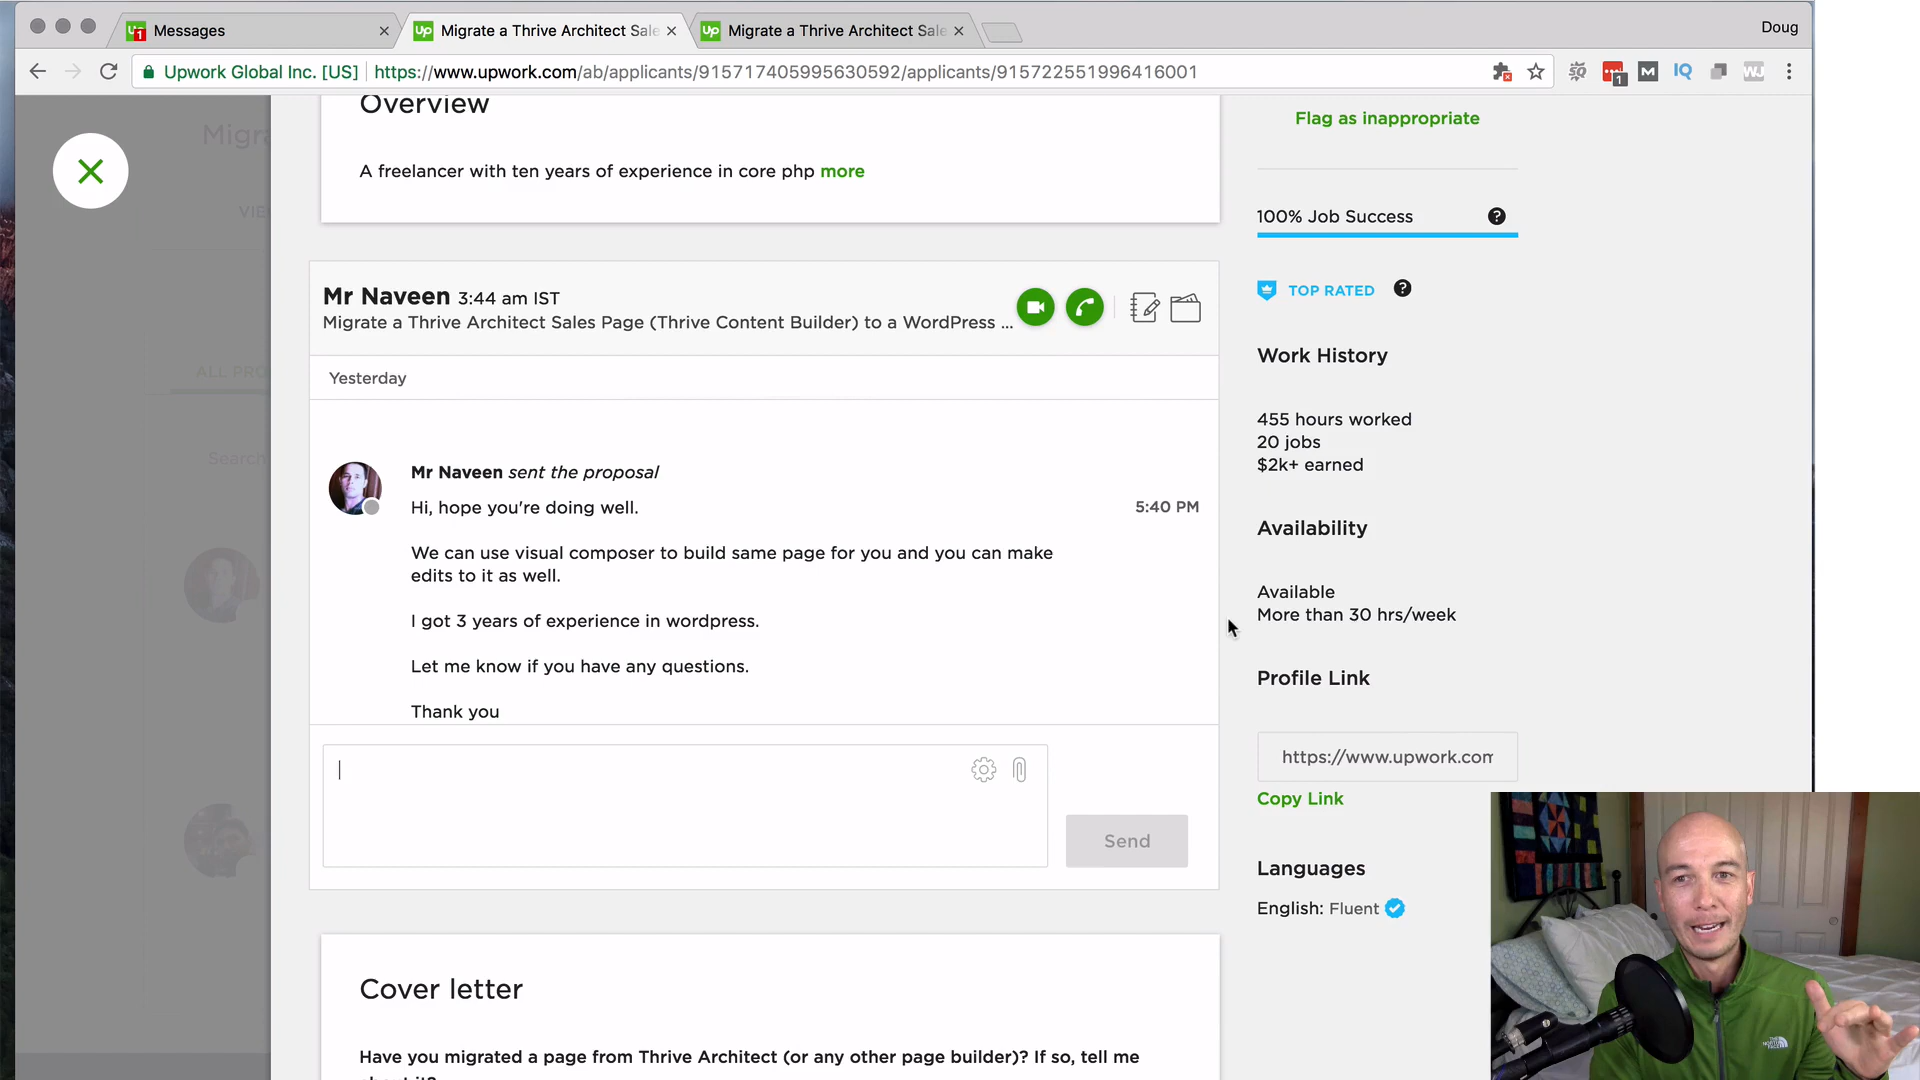 Messages
Migrate a Thrive Architect Sale
Migrate a Thrive Architect Sale
Doug
Upwork Global Inc. [US]
https://www.upwork.com/ab/applicants/915717405995630592/applicants/915722551996416001
Overview
Flag as inappropriate
A freelancer with ten years of experience in core php more
100% Job Success
TOP RATED
Mr Naveen 3:44 am IST
Migrate a Thrive Architect Sales Page (Thrive Content Builder) to a WordPress ...
Yesterday
Mr Naveen sent the proposal
Hi, hope you're doing well.
5:40 PM
We can use visual composer to build same page for you and you can make
edits to it as well.
I got 3 years of experience in wordpress.
Let me know if you have any questions.
Thank you
Send
Work History
455 hours worked
20 jobs
$2k+ earned
Availability
Available
More than 30 hrs/week
Profile Link
https://www.upwork.com
Copy Link
Languages
English: Fluent
Cover letter
Have you migrated a page from Thrive Architect (or any other page builder)? If so, tell me
Migra
VIE
ALL PRO
Search
THE NORTH FACE